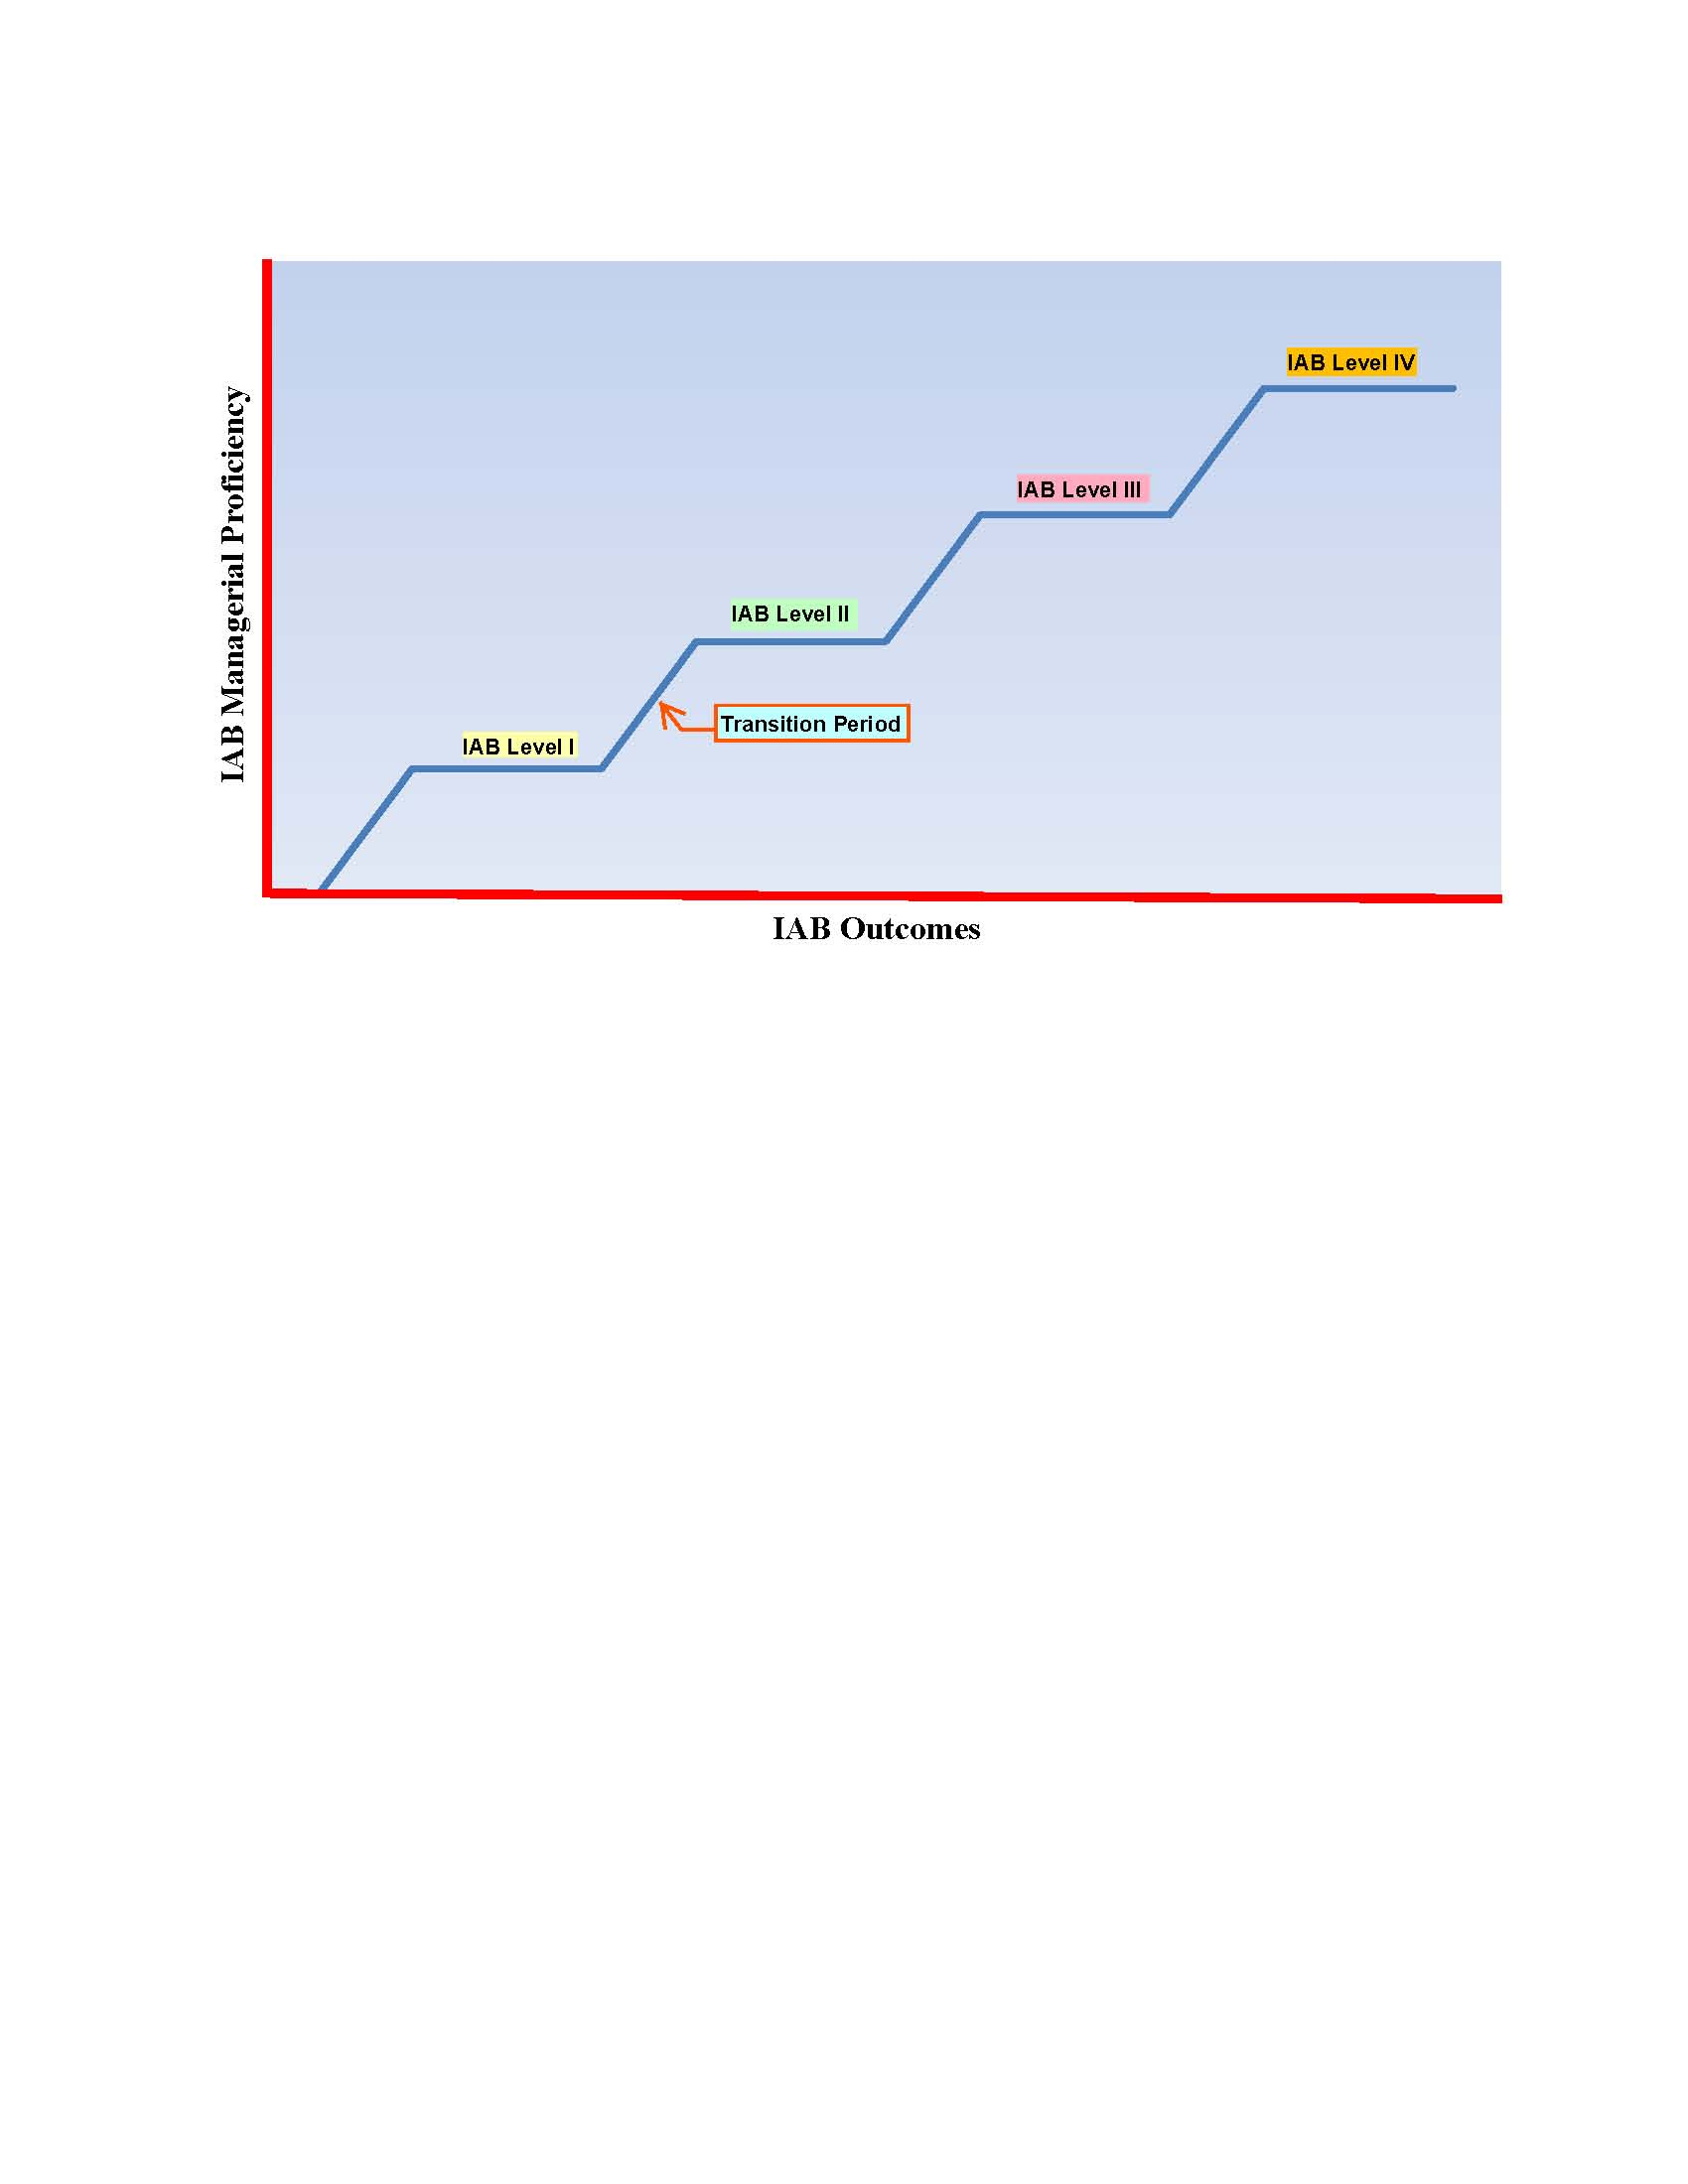 IAB Level IV
IAB Level III
IAB Level II
Transition Period
IAB Level I
IAB Managerial Proficiency
IAB Outcomes